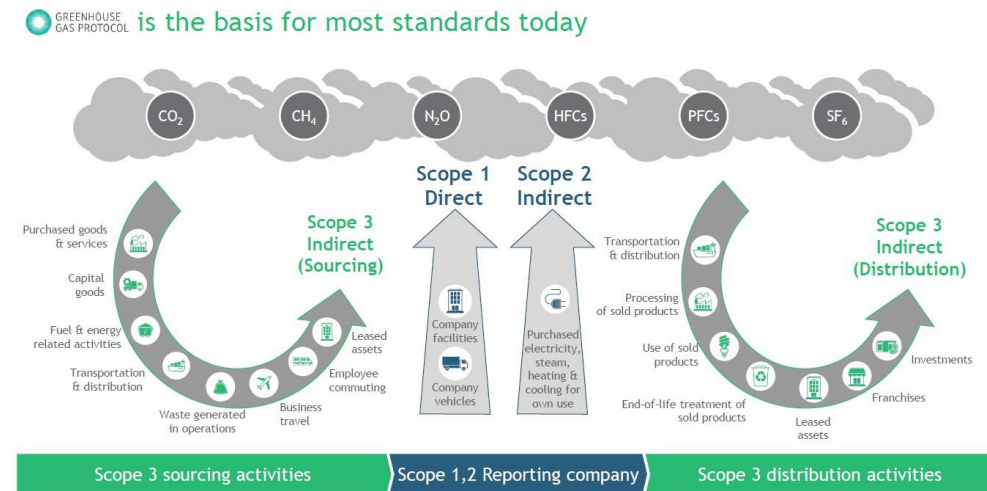 GREENHOUSE
GAS PROTOCOL
is the basis for most standards today
CO₂
CH₄
N₂O
HFCs
PFCs
SF₆
Scope 3
Indirect
(Sourcing)
Purchased goods
& services
Capital
goods
Fuel & energy
related activities
Transportation
& distribution
Waste generated
in operations
Business
travel
Employee
commuting
Leased
assets
Scope 1
Direct
Company
facilities
Company
vehicles
Scope 2
Indirect
Purchased
electricity,
steam,
heating &
cooling for
own use
Scope 3
Indirect
(Distribution)
Transportation
& distribution
Processing
of sold products
Use of sold
products
End-of-life treatment of
sold products
Leased
assets
Franchises
Investments
Scope 3 sourcing activities
Scope 1,2 Reporting company
Scope 3 distribution activities